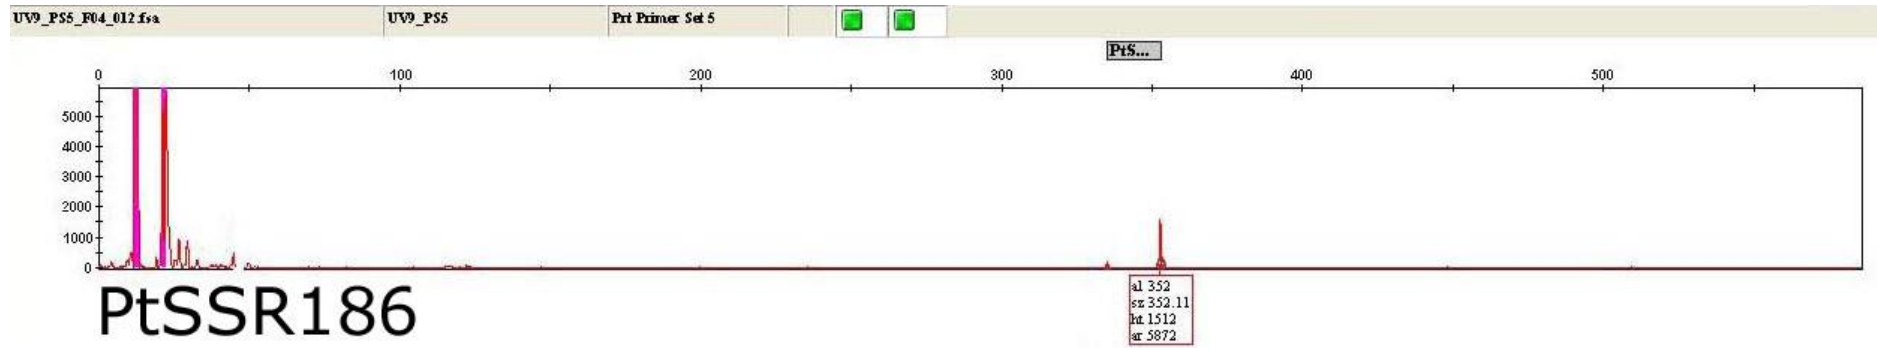 UV9_PS5_F04_012.fsa UV9_PS5 Prt Primer Set 5
PtS...
0 100 200 300 400 500
5000
4000
3000
2000
1000
0
al 352
sz 352.11
ht 1512
ar 5872
PtSSR186